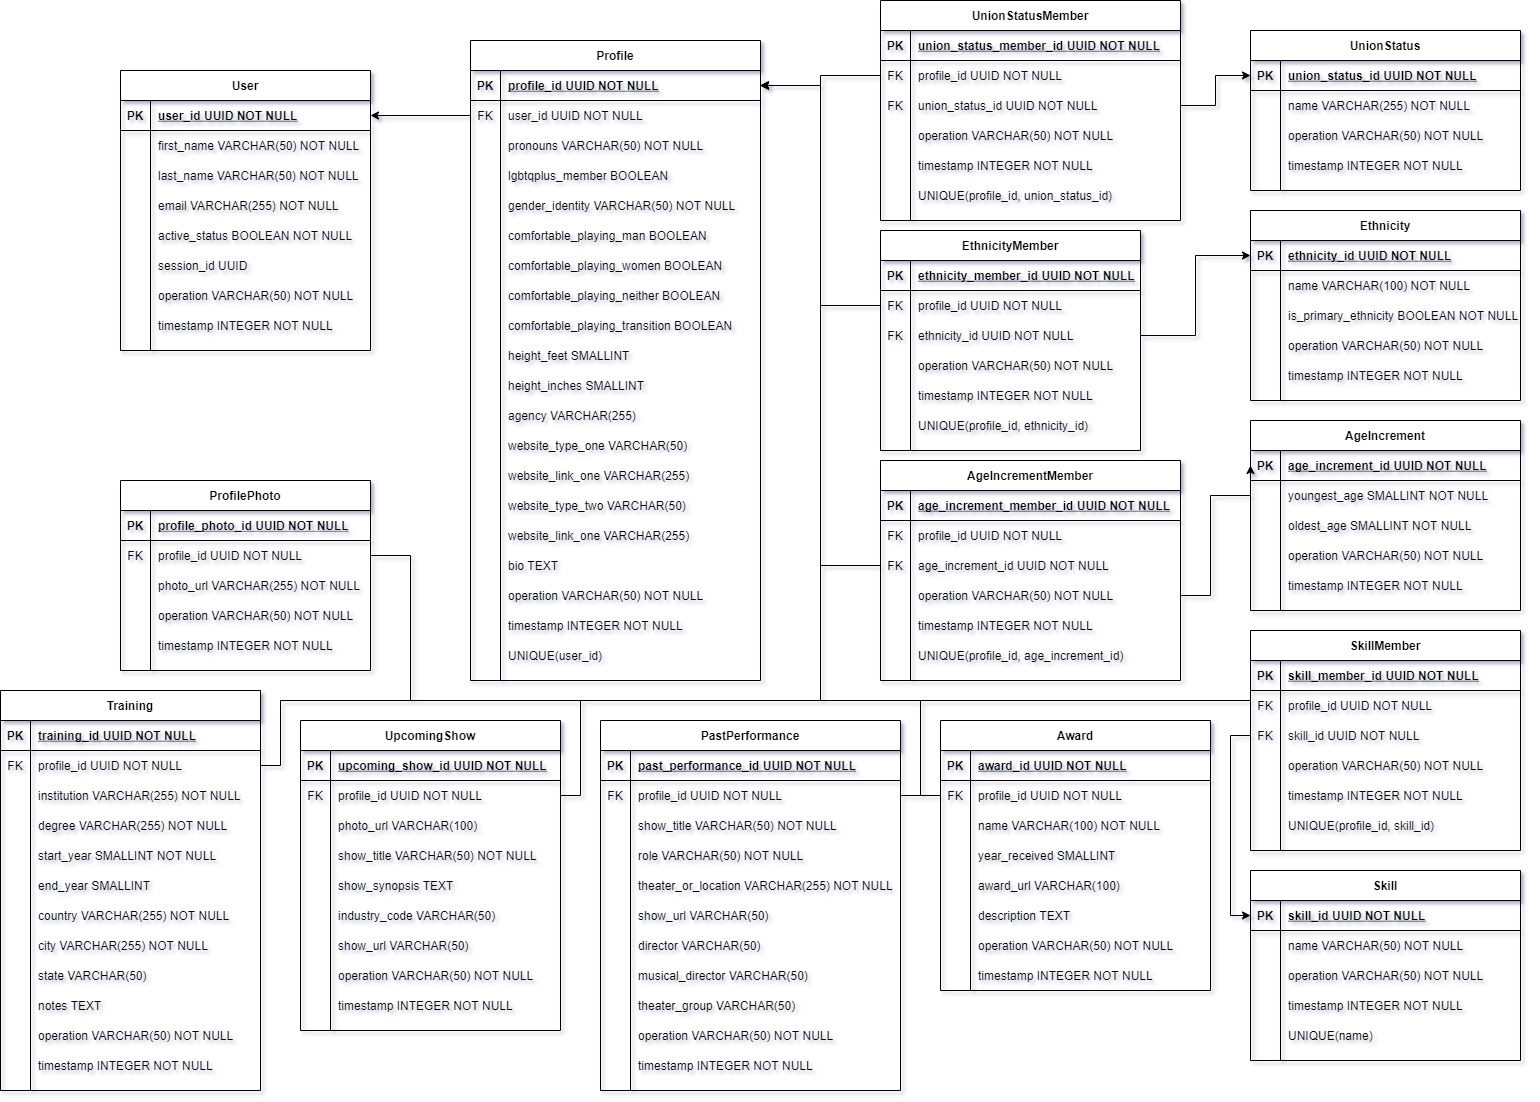 User
PK user_id UUID NOT NULL
first_name VARCHAR(50) NOT NULL
last_name VARCHAR(50) NOT NULL
email VARCHAR(255) NOT NULL
active_status BOOLEAN NOT NULL
session_id UUID
operation VARCHAR(50) NOT NULL
timestamp INTEGER NOT NULL
Profile
PK profile_id UUID NOT NULL
FK user_id UUID NOT NULL
pronouns VARCHAR(50) NOT NULL
lgbtqplus_member BOOLEAN
gender_identity VARCHAR(50) NOT NULL
comfortable_playing_man BOOLEAN
comfortable_playing_women BOOLEAN
comfortable_playing_neither BOOLEAN
comfortable_playing_transition BOOLEAN
height_feet SMALLINT
height_inches SMALLINT
agency VARCHAR(255)
website_type_one VARCHAR(50)
website_link_one VARCHAR(255)
website_type_two VARCHAR(50)
website_link_one VARCHAR(255)
bio TEXT
operation VARCHAR(50) NOT NULL
timestamp INTEGER NOT NULL
UNIQUE(user_id)
UnionStatusMember
PK union_status_member_id UUID NOT NULL
FK profile_id UUID NOT NULL
FK union_status_id UUID NOT NULL
operation VARCHAR(50) NOT NULL
timestamp INTEGER NOT NULL
UNIQUE(profile_id, union_status_id)
UnionStatus
PK union_status_id UUID NOT NULL
name VARCHAR(255) NOT NULL
operation VARCHAR(50) NOT NULL
timestamp INTEGER NOT NULL
EthnicityMember
PK ethnicity_member_id UUID NOT NULL
FK profile_id UUID NOT NULL
FK ethnicity_id UUID NOT NULL
operation VARCHAR(50) NOT NULL
timestamp INTEGER NOT NULL
UNIQUE(profile_id, ethnicity_id)
Ethnicity
PK ethnicity_id UUID NOT NULL
name VARCHAR(100) NOT NULL
is_primary_ethnicity BOOLEAN NOT NULL
operation VARCHAR(50) NOT NULL
timestamp INTEGER NOT NULL
AgeIncrementMember
PK age_increment_member_id UUID NOT NULL
FK profile_id UUID NOT NULL
FK age_increment_id UUID NOT NULL
operation VARCHAR(50) NOT NULL
timestamp INTEGER NOT NULL
UNIQUE(profile_id, age_increment_id)
AgeIncrement
PK age_increment_id UUID NOT NULL
youngest_age SMALLINT NOT NULL
oldest_age SMALLINT NOT NULL
operation VARCHAR(50) NOT NULL
timestamp INTEGER NOT NULL
ProfilePhoto
PK profile_photo_id UUID NOT NULL
FK profile_id UUID NOT NULL
photo_url VARCHAR(255) NOT NULL
operation VARCHAR(50) NOT NULL
timestamp INTEGER NOT NULL
Training
PK training_id UUID NOT NULL
FK profile_id UUID NOT NULL
institution VARCHAR(255) NOT NULL
degree VARCHAR(255) NOT NULL
start_year SMALLINT NOT NULL
end_year SMALLINT
country VARCHAR(255) NOT NULL
city VARCHAR(255) NOT NULL
state VARCHAR(50)
notes TEXT
operation VARCHAR(50) NOT NULL
timestamp INTEGER NOT NULL
UpcomingShow
PK upcoming_show_id UUID NOT NULL
FK profile_id UUID NOT NULL
photo_url VARCHAR(100)
show_title VARCHAR(50) NOT NULL
show_synopsis TEXT
industry_code VARCHAR(50)
show_url VARCHAR(50)
operation VARCHAR(50) NOT NULL
timestamp INTEGER NOT NULL
PastPerformance
PK past_performance_id UUID NOT NULL
FK profile_id UUID NOT NULL
show_title VARCHAR(50) NOT NULL
role VARCHAR(50) NOT NULL
theater_or_location VARCHAR(255) NOT NULL
show_url VARCHAR(50)
director VARCHAR(50)
musical_director VARCHAR(50)
theater_group VARCHAR(50)
operation VARCHAR(50) NOT NULL
timestamp INTEGER NOT NULL
Award
PK award_id UUID NOT NULL
FK profile_id UUID NOT NULL
name VARCHAR(100) NOT NULL
year_received SMALLINT
award_url VARCHAR(100)
description TEXT
operation VARCHAR(50) NOT NULL
timestamp INTEGER NOT NULL
SkillMember
PK skill_member_id UUID NOT NULL
FK profile_id UUID NOT NULL
FK skill_id UUID NOT NULL
operation VARCHAR(50) NOT NULL
timestamp INTEGER NOT NULL
UNIQUE(profile_id, skill_id)
Skill
PK skill_id UUID NOT NULL
name VARCHAR(50) NOT NULL
operation VARCHAR(50) NOT NULL
timestamp INTEGER NOT NULL
UNIQUE(name)